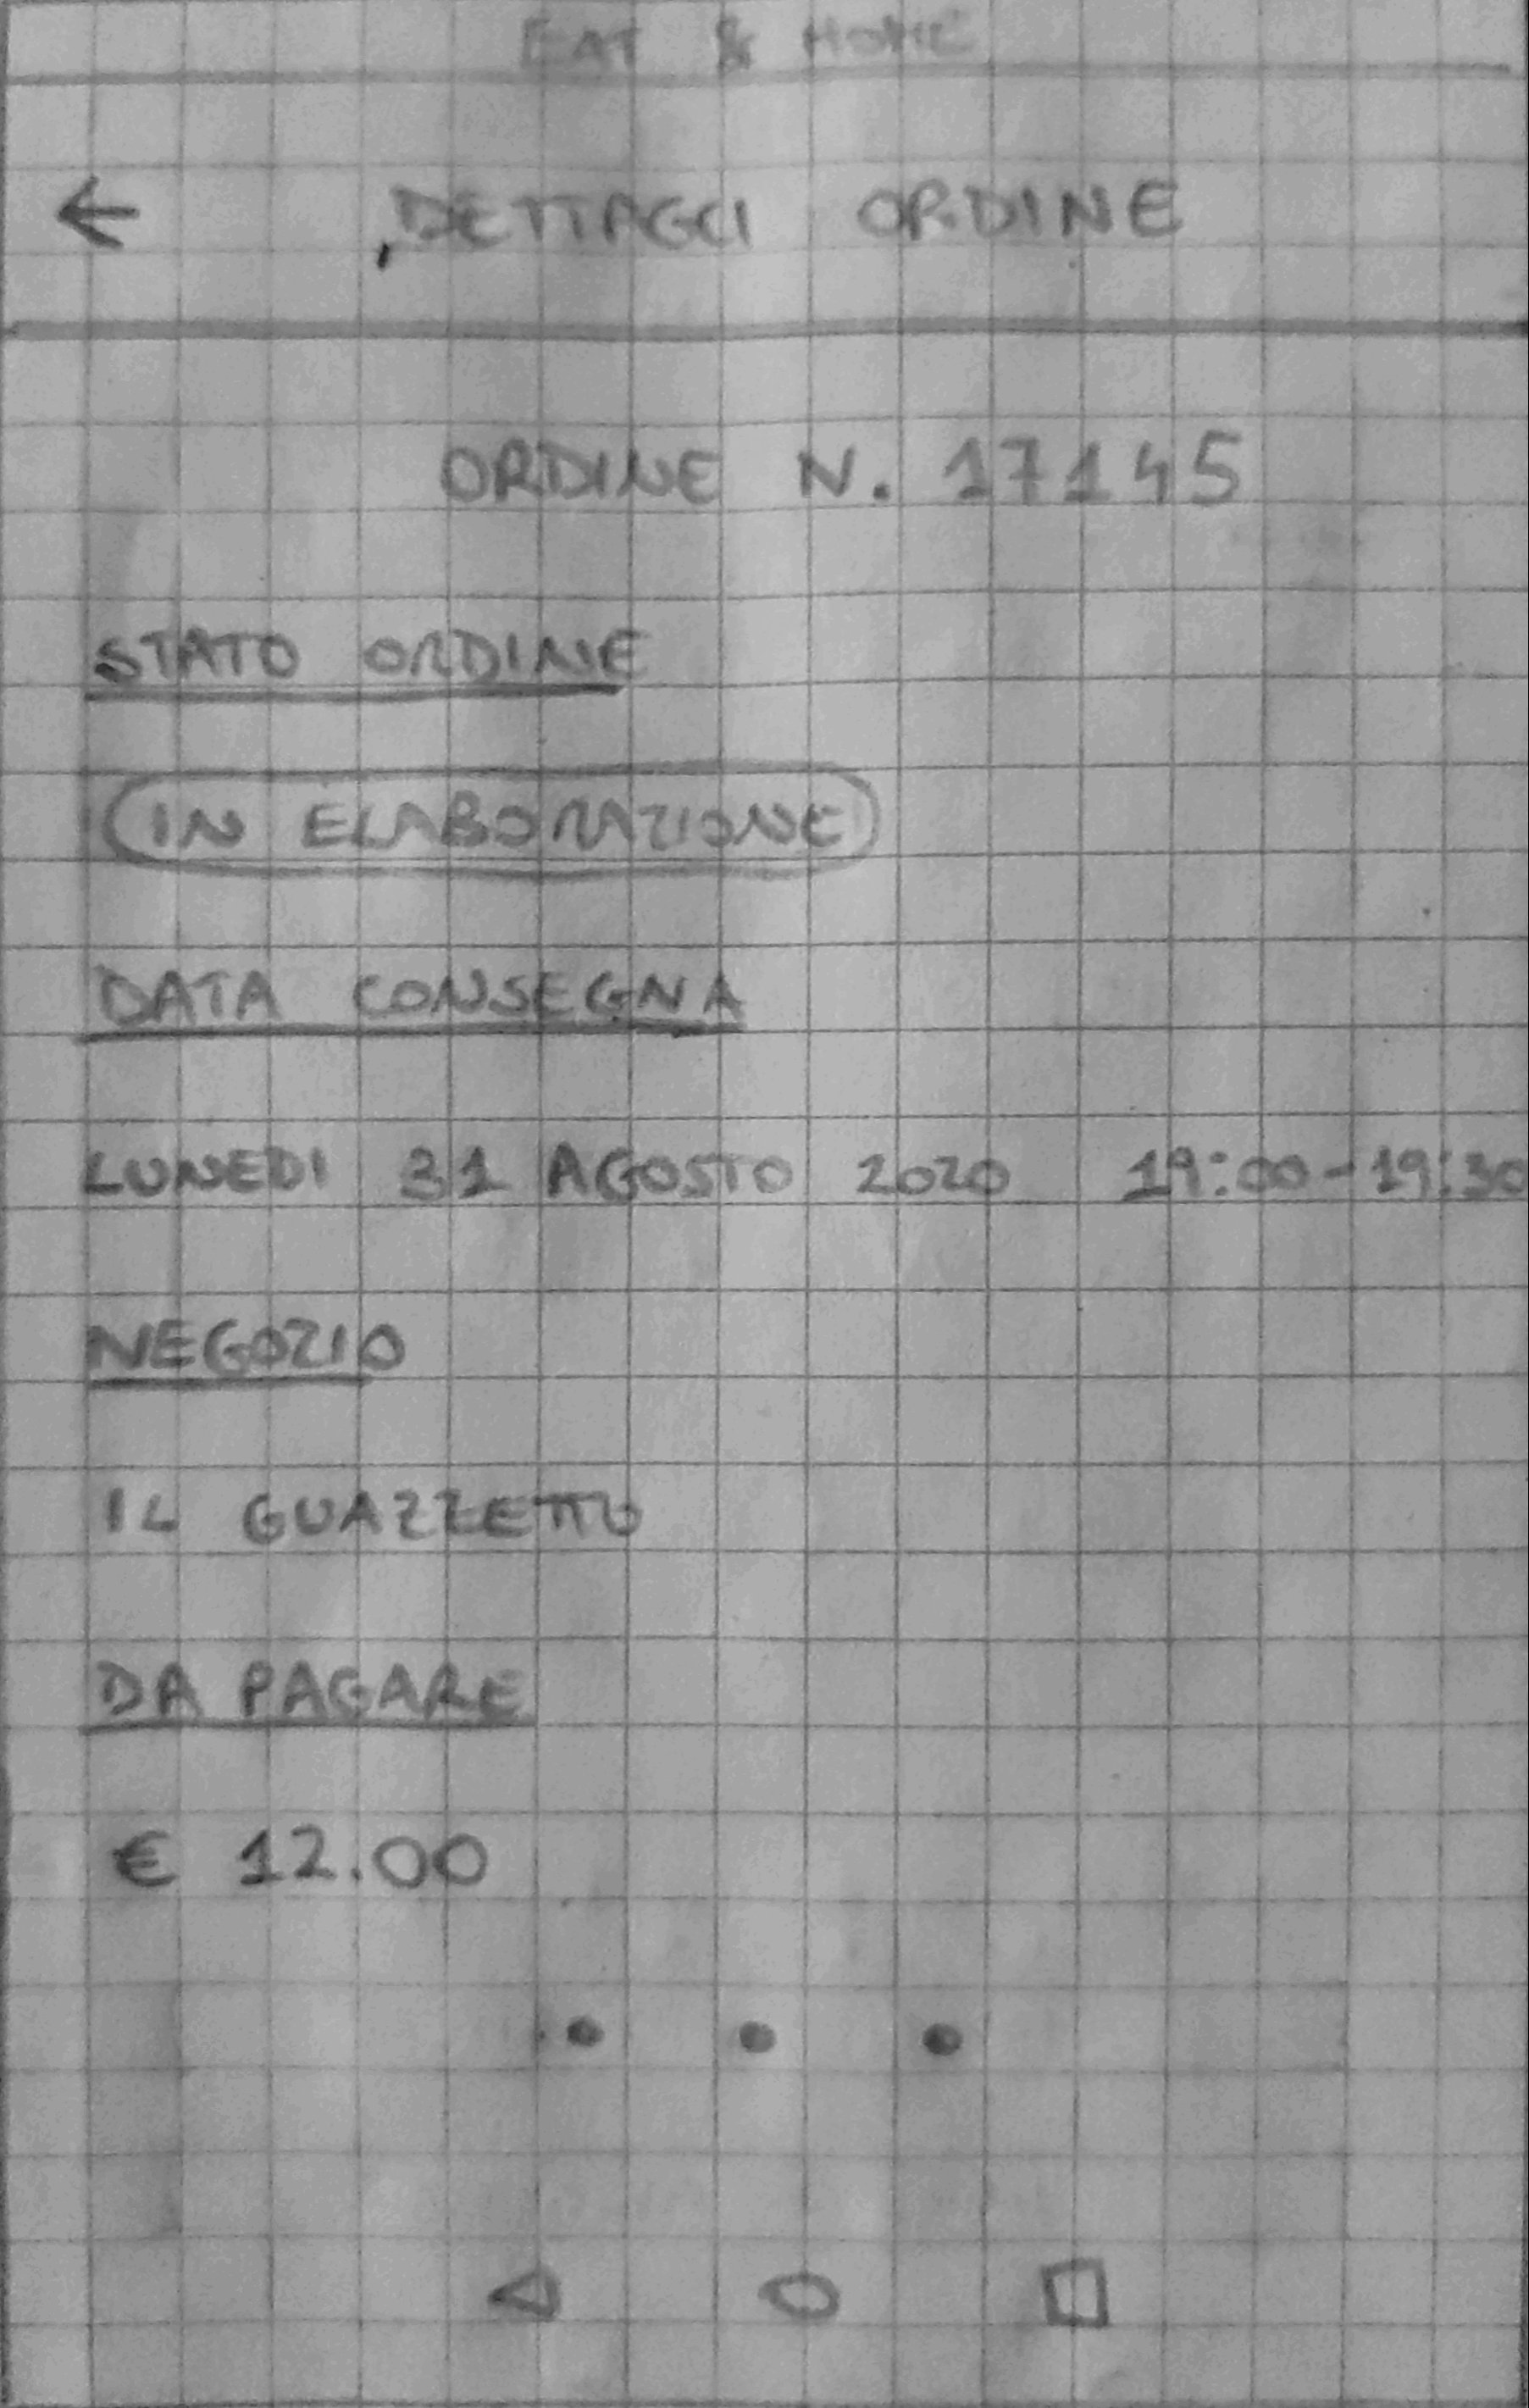 EAT & HOME
← DETTAGLI ORDINE
ORDINE N. 17145
STATO ORDINE
IN ELABORAZIONE
DATA CONSEGNA
LUNEDI 31 AGOSTO 2020 19:00-19:30
NEGOZIO
IL GUAZZETTO
DA PAGARE
€ 12.00